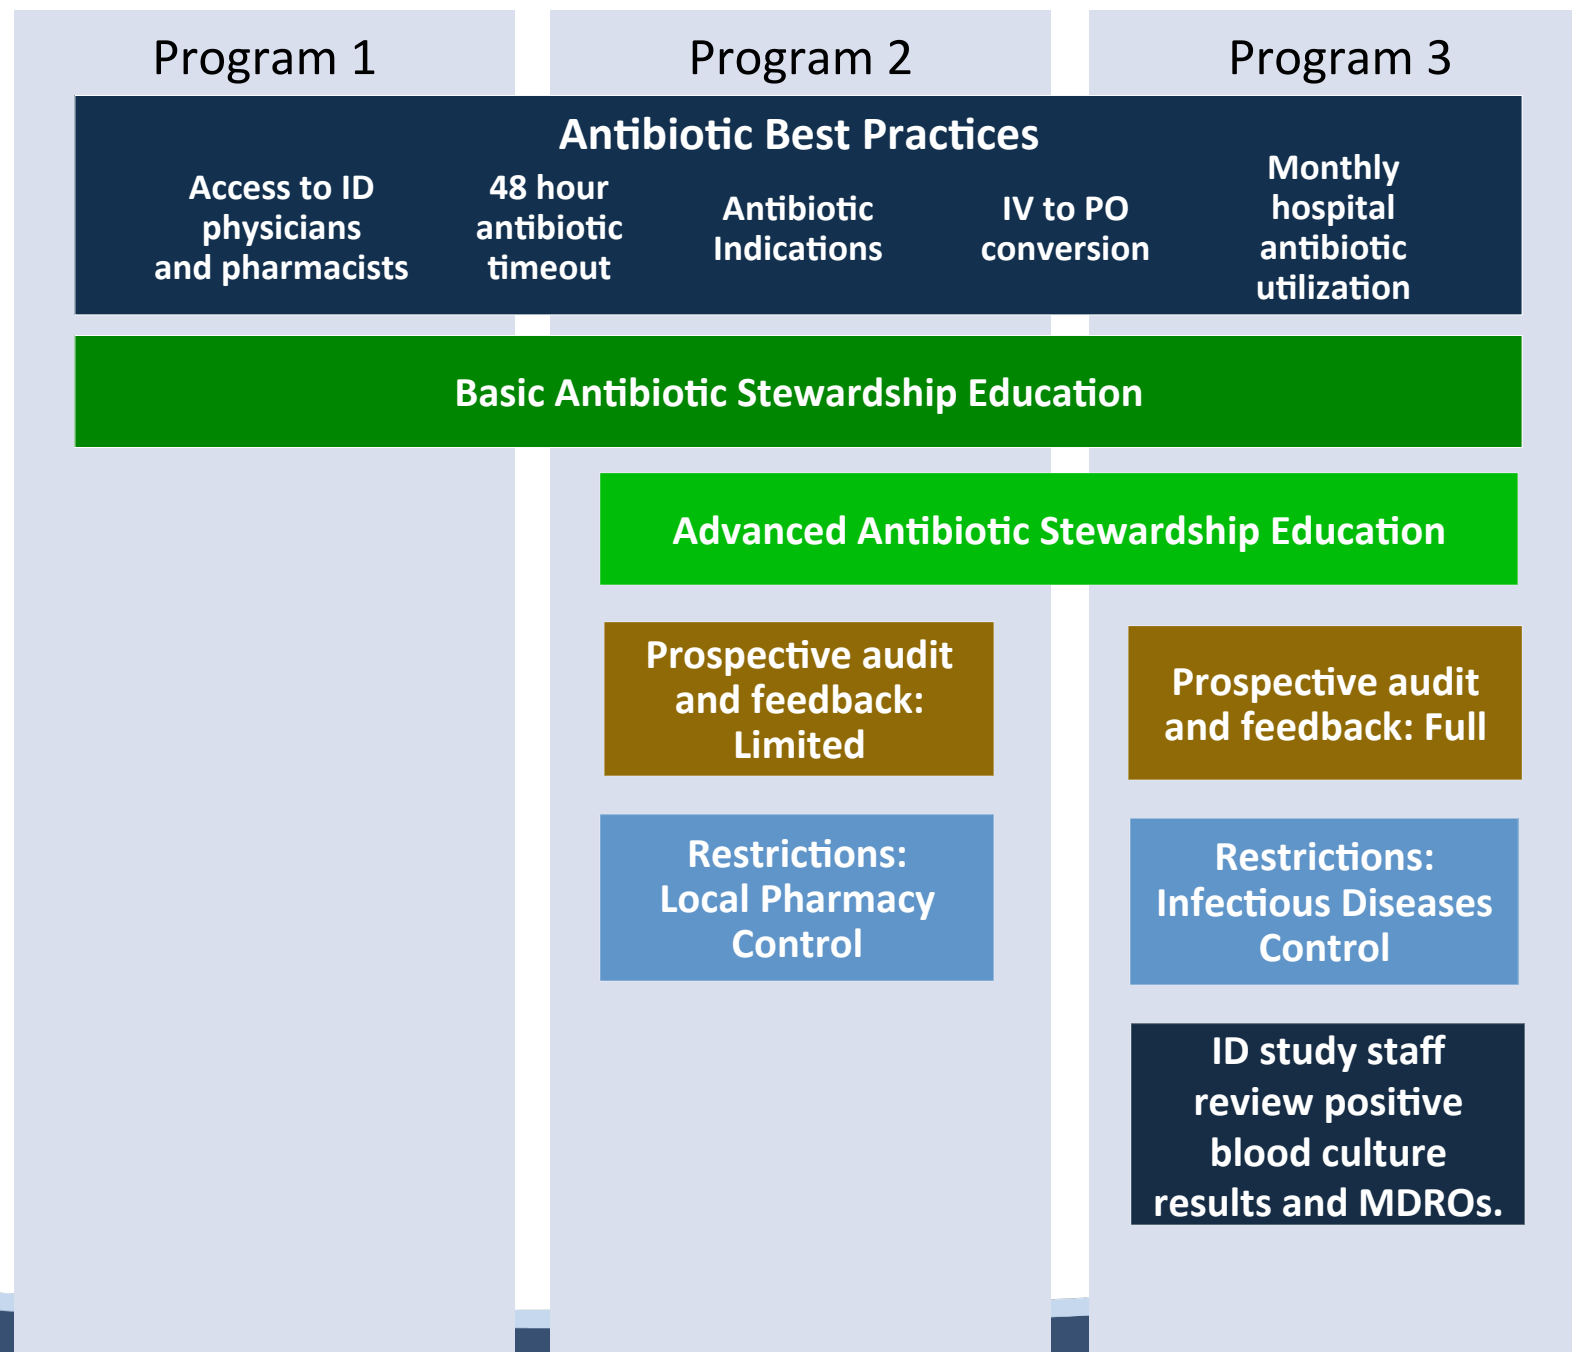 Program 1
Program 2
Program 3
Antibiotic Best Practices
Access to ID
physicians
and pharmacists
48 hour
antibiotic
timeout
Antibiotic
Indications
IV to PO
conversion
Monthly
hospital
antibiotic
utilization
Basic Antibiotic Stewardship Education
Advanced Antibiotic Stewardship Education
Prospective audit
and feedback:
Limited
Prospective audit
and feedback: Full
Restrictions:
Local Pharmacy
Control
Restrictions:
Infectious Diseases
Control
ID study staff
review positive
blood culture
results and MDROs.